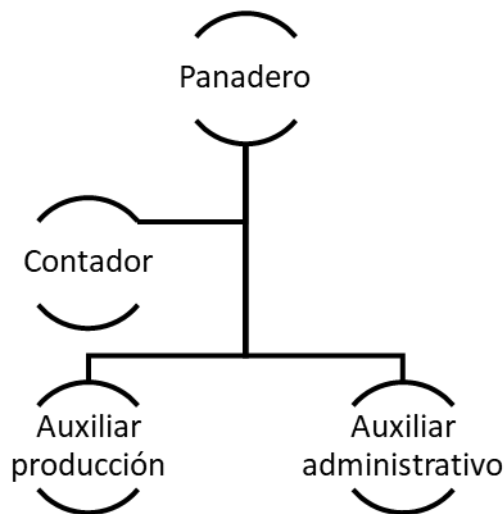 Panadero
Contador
Auxiliar
producción
Auxiliar
administrativo